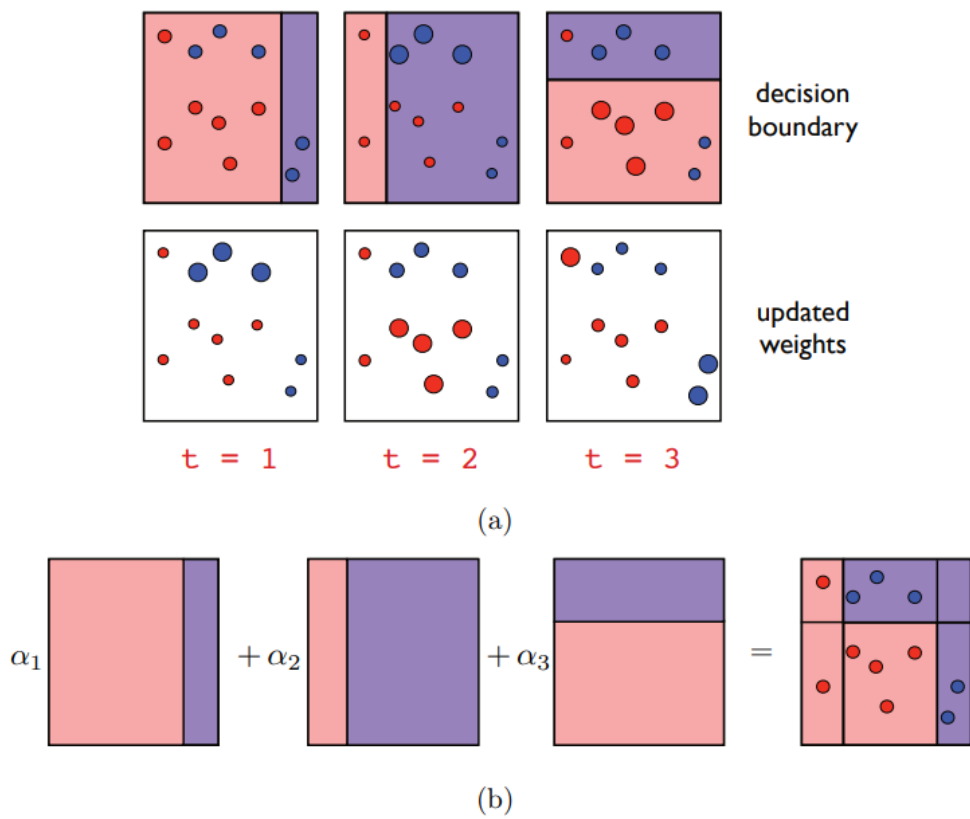 decision
boundary
updated
weights
t = 1 t = 2 t = 3
(a)
α₁ + α₂ + α₃ =
(b)